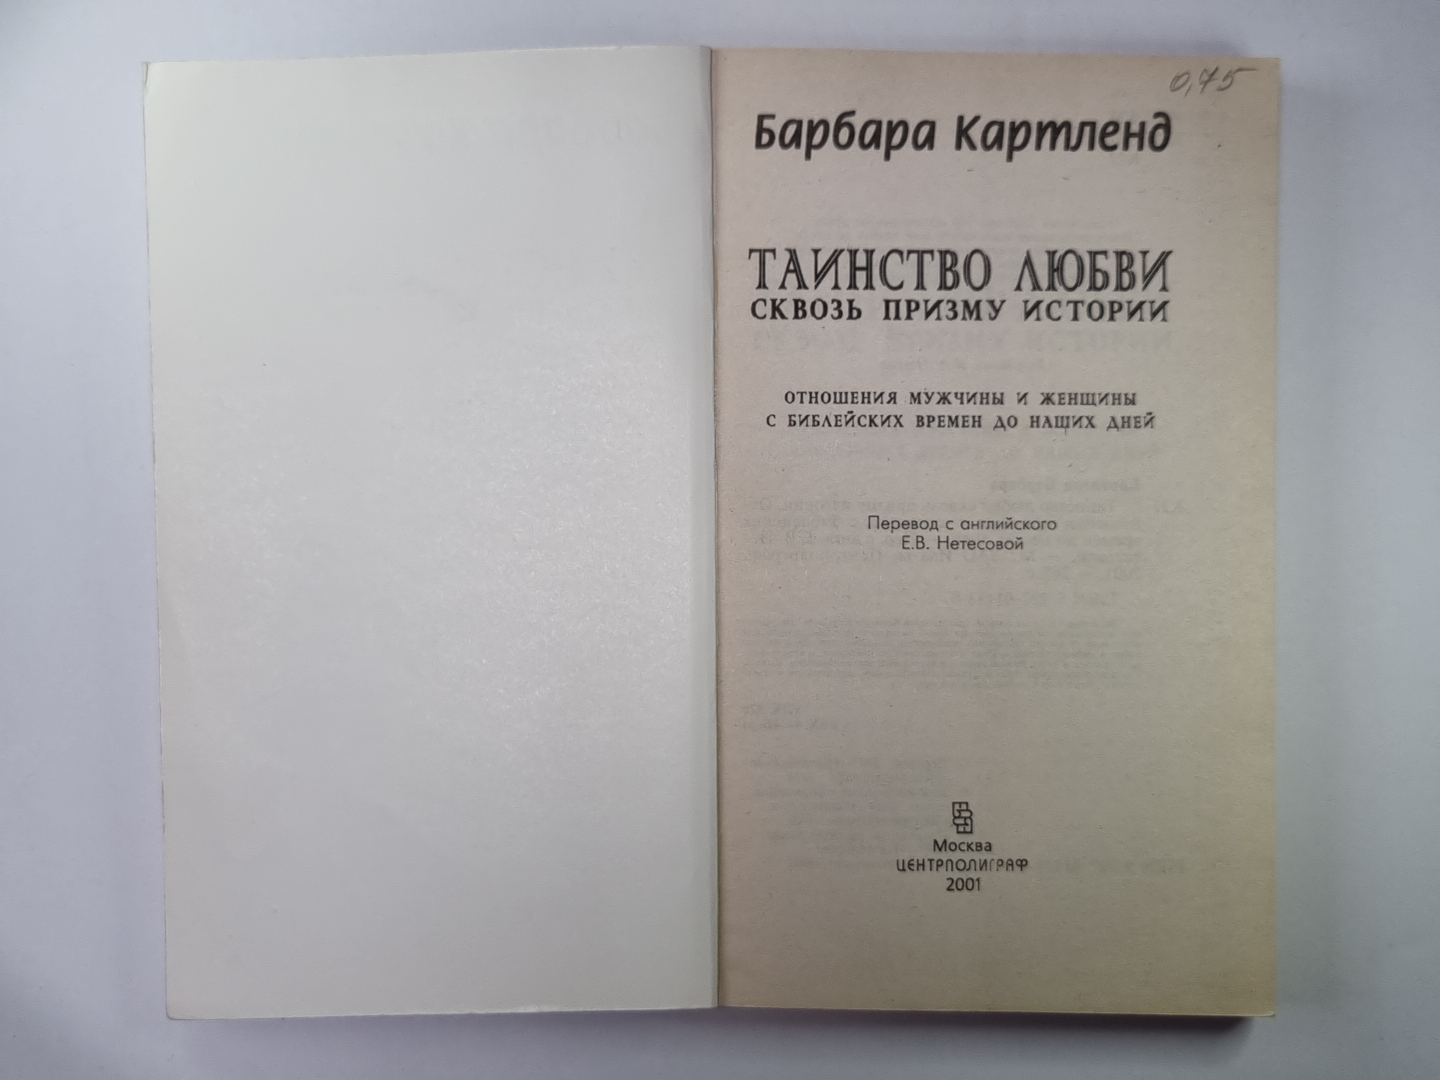 0,75
Барбара Картленд
ТАИНСТВО ЛЮБВИ
СКВОЗЬ ПРИЗМУ ИСТОРИИ
ОТНОШЕНИЯ МУЖЧИНЫ И ЖЕНЩИНЫ
С БИБЛЕЙСКИХ ВРЕМЕН ДО НАШИХ ДНЕЙ
Перевод с английского
Е.В. Нетесовой
Москва
ЦЕНТРПОЛИГРАФ
2001